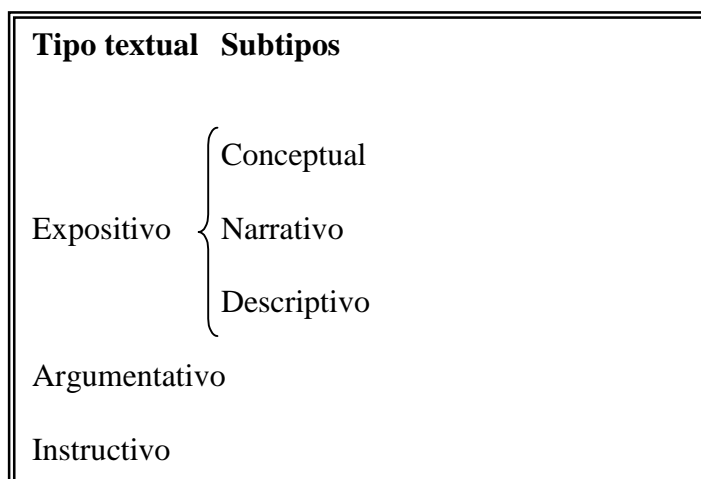 Tipo textual Subtipos
Conceptual
Expositivo Narrativo
Descriptivo
Argumentativo
Instructivo